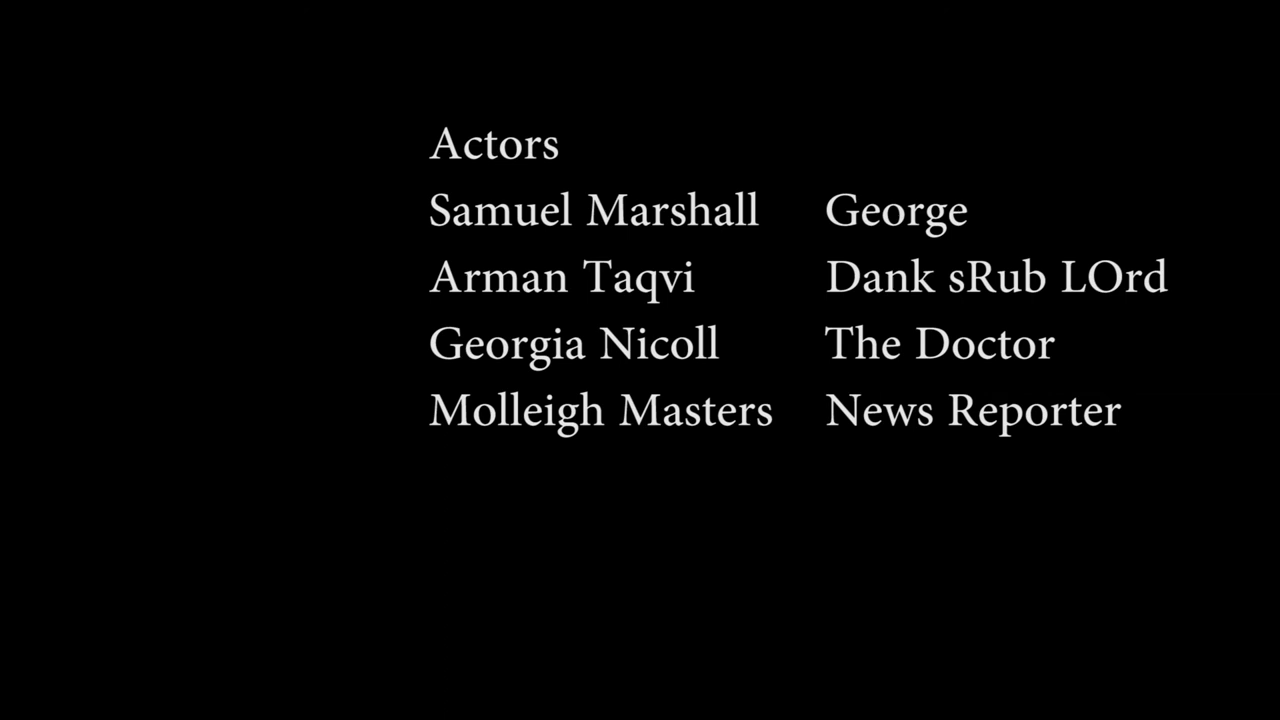 Actors
Samuel Marshall George
Arman Taqvi Dank sRub LOrd
Georgia Nicoll The Doctor
Molleigh Masters News Reporter